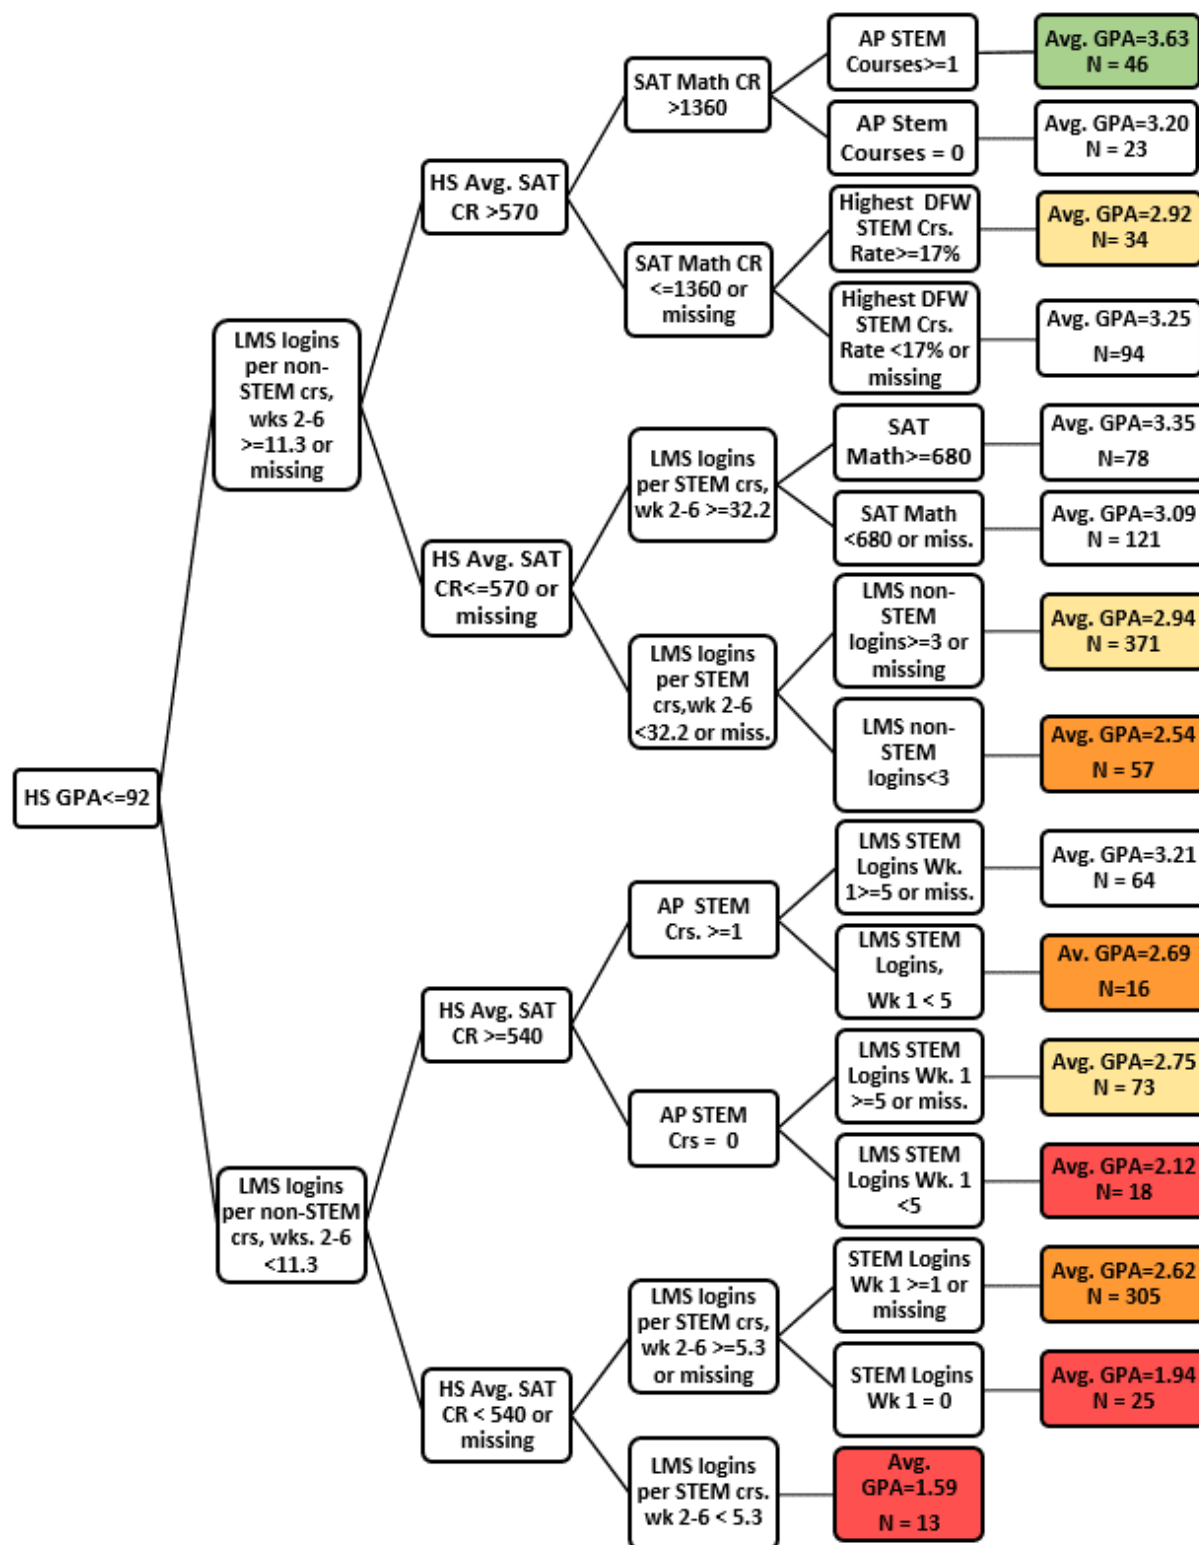 AP STEM
Courses>=1
Avg. GPA=3.63
N = 46
SAT Math CR
>1360
AP Stem
Courses = 0
Avg. GPA=3.20
N = 23
HS Avg. SAT
CR >570
Highest DFW
STEM Crs.
Rate>=17%
Avg. GPA=2.92
N= 34
SAT Math CR
<=1360 or
missing
Highest DFW
STEM Crs.
Rate <17% or
missing
Avg. GPA=3.25
N=94
LMS logins
per non-
STEM crs,
wks 2-6
>=11.3 or
missing
SAT
Math>=680
Avg. GPA=3.35
N=78
LMS logins
per STEM crs,
wk 2-6 >=32.2
SAT Math
<680 or miss.
Avg. GPA=3.09
N = 121
HS Avg. SAT
CR<=570 or
missing
LMS non-
STEM
logins>=3 or
missing
Avg. GPA=2.94
N = 371
LMS logins
per STEM
crs,wk 2-6
<32.2 or miss.
LMS non-
STEM
logins<3
Avg. GPA=2.54
N = 57
HS GPA<=92
LMS STEM
Logins Wk.
1>=5 or miss.
Avg. GPA=3.21
N = 64
AP STEM
Crs. >=1
LMS STEM
Logins,
Wk 1 < 5
Av. GPA=2.69
N=16
HS Avg. SAT
CR >=540
LMS STEM
Logins Wk. 1
>=5 or miss.
Avg. GPA=2.75
N = 73
AP STEM
Crs = 0
LMS STEM
Logins Wk. 1
<5
Avg. GPA=2.12
N= 18
LMS logins
per non-STEM
crs, wks. 2-6
<11.3
STEM Logins
Wk 1 >=1 or
missing
Avg. GPA=2.62
N = 305
LMS logins
per STEM crs,
wk 2-6 >=5.3
or missing
STEM Logins
Wk 1 = 0
Avg. GPA=1.94
N = 25
HS Avg. SAT
CR < 540 or
missing
LMS logins
per STEM crs.
wk 2-6 < 5.3
Avg.
GPA=1.59
N = 13